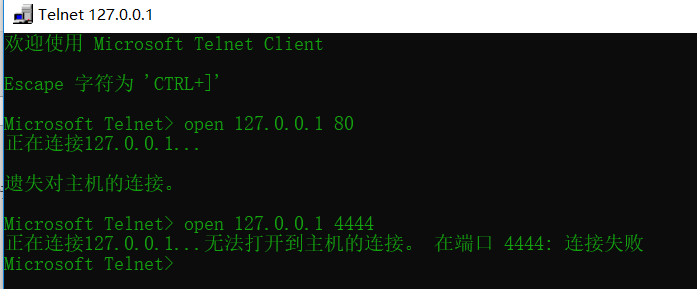 Telnet 127.0.0.1
欢迎使用 Microsoft Telnet Client
Escape 字符为 'CTRL+]'
Microsoft Telnet> open 127.0.0.1 80
正在连接127.0.0.1...
遗失对主机的连接。
Microsoft Telnet> open 127.0.0.1 4444
正在连接127.0.0.1...无法打开到主机的连接。 在端口 4444: 连接失败
Microsoft Telnet>